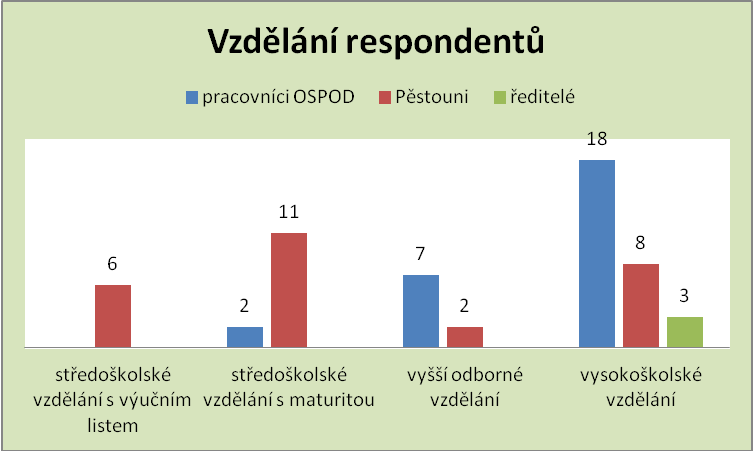 Vzdělání respondentů
pracovníci OSPOD Pěstouni ředitelé
18
11
8
7
6
3
2
2
středoškolské vzdělání s výučním listem
středoškolské vzdělání s maturitou
vyšší odborné vzdělání
vysokoškolské vzdělání